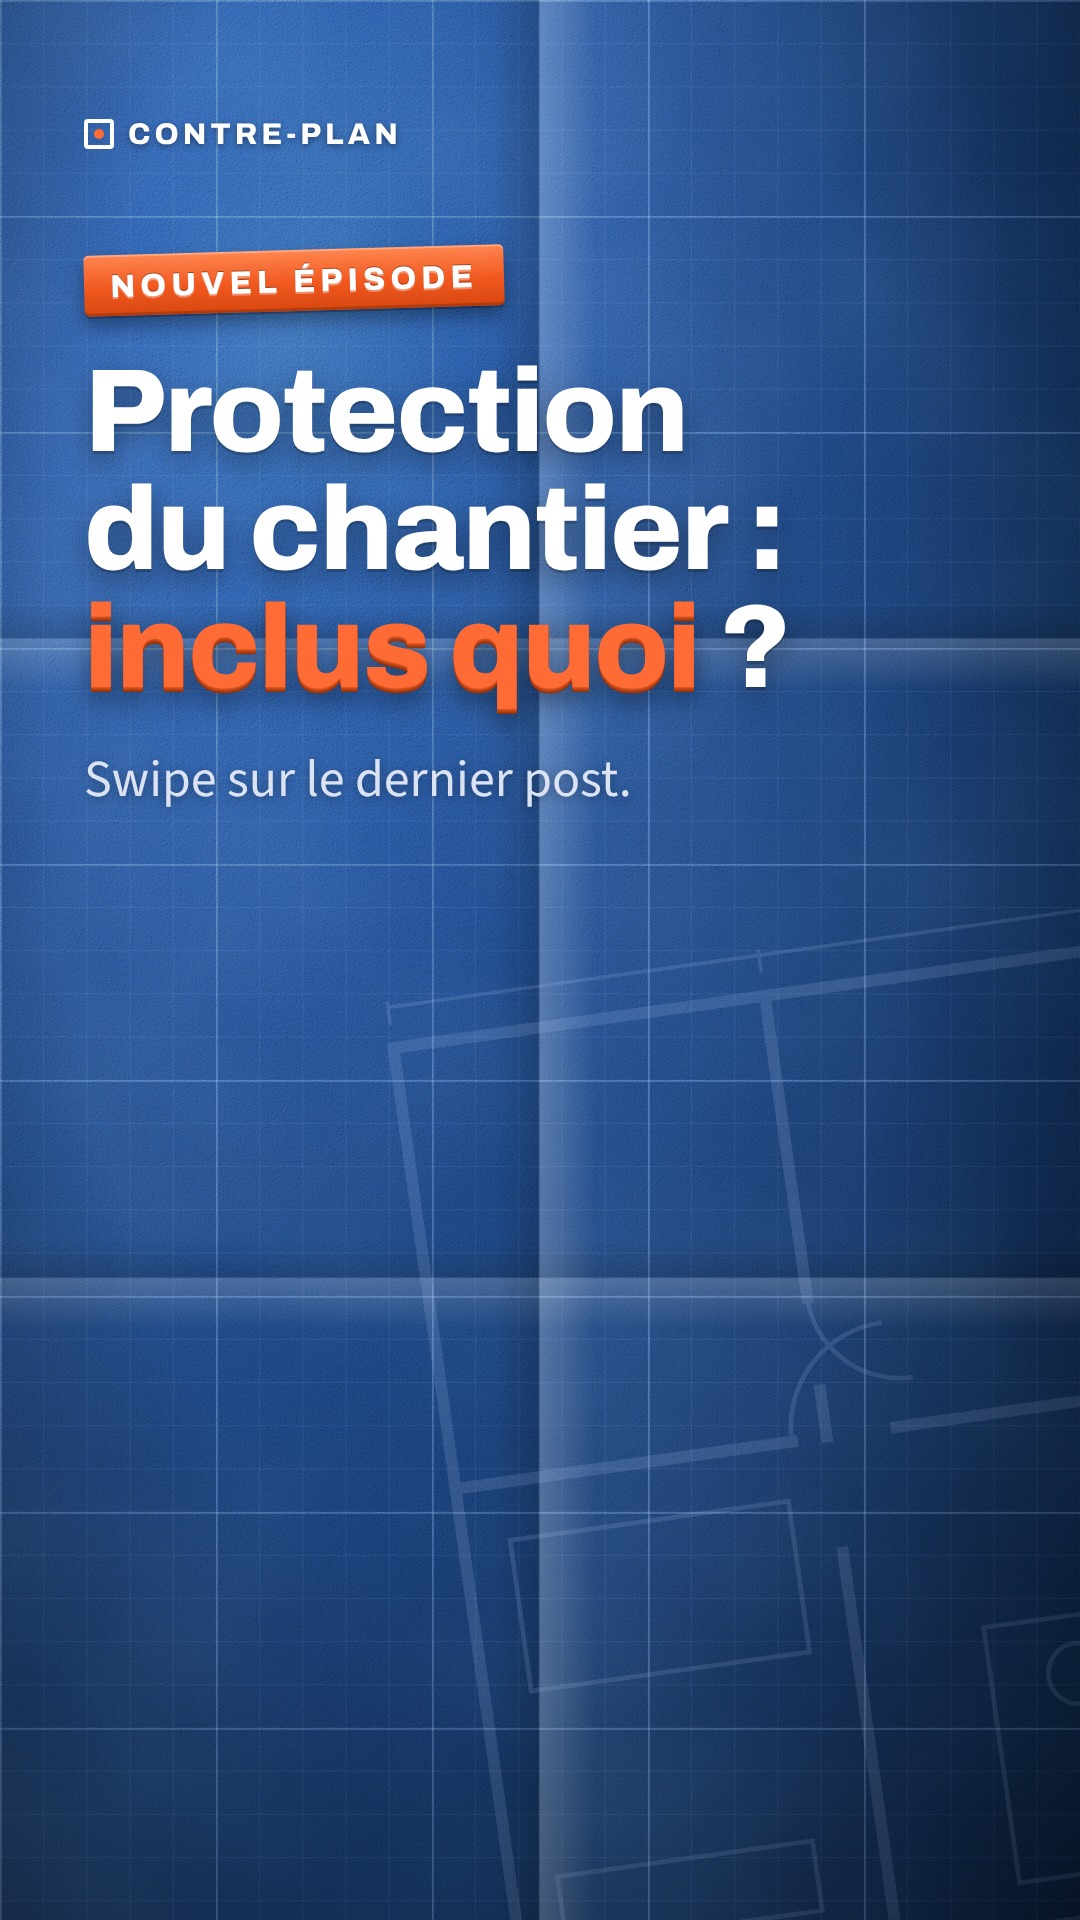 CONTRE-PLAN
NOUVEL ÉPISODE
Protection
du chantier :
inclus quoi ?
Swipe sur le dernier post.